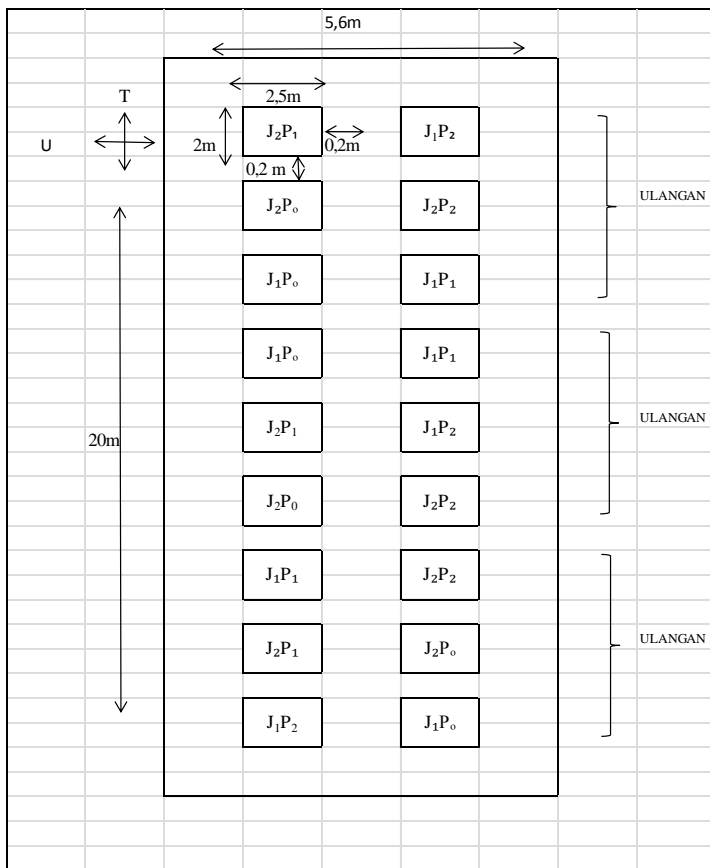 5,6m
T
2,5m
U
2m
J₂P₁
0,2m
J₁P₂
0,2 m
J₂Pₒ
J₂P₂
ULANGAN
J₁Pₒ
J₁P₁
J₁Pₒ
J₁P₁
20m
J₂P₁
J₁P₂
ULANGAN
J₂P₀
J₂P₂
J₁P₁
J₂P₂
J₂P₁
J₂Pₒ
ULANGAN
J₁P₂
J₁Pₒ